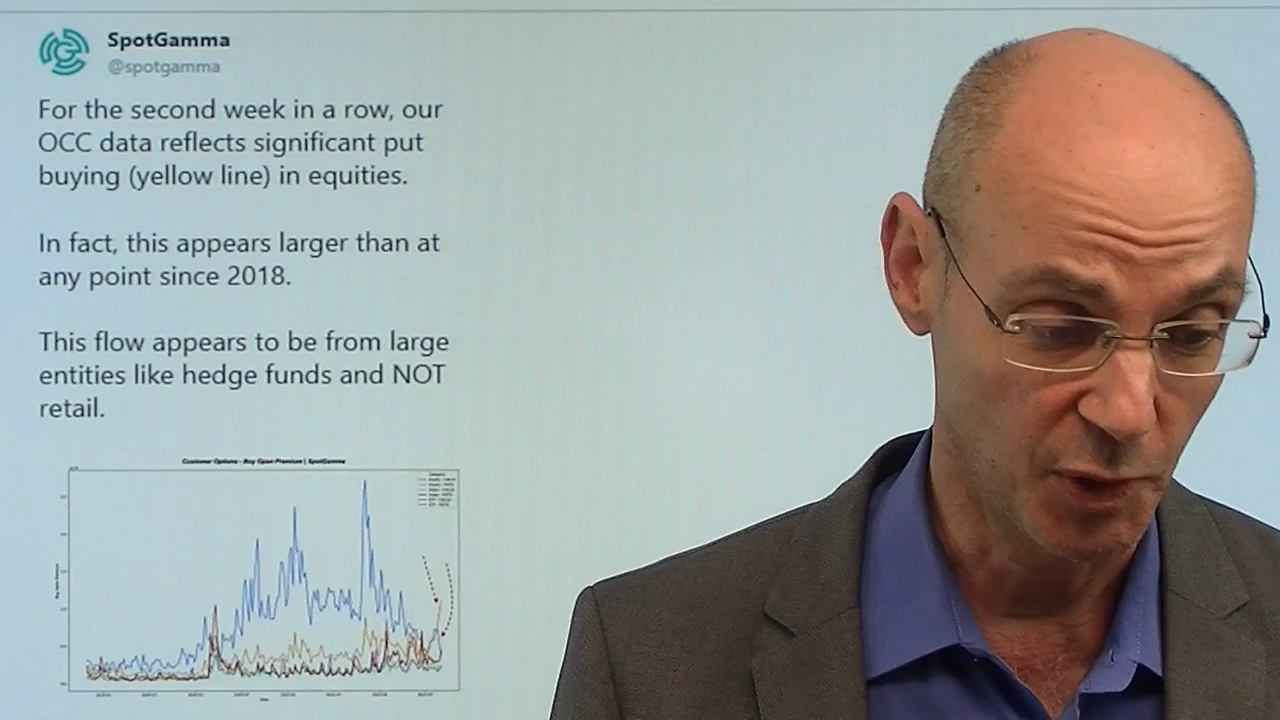 SpotGamma
@spotgamma
For the second week in a row, our
OCC data reflects significant put
buying (yellow line) in equities.
In fact, this appears larger than at
any point since 2018.
This flow appears to be from large
entities like hedge funds and NOT
retail.
Customer Options - Buy Open Premium | SpotGamma